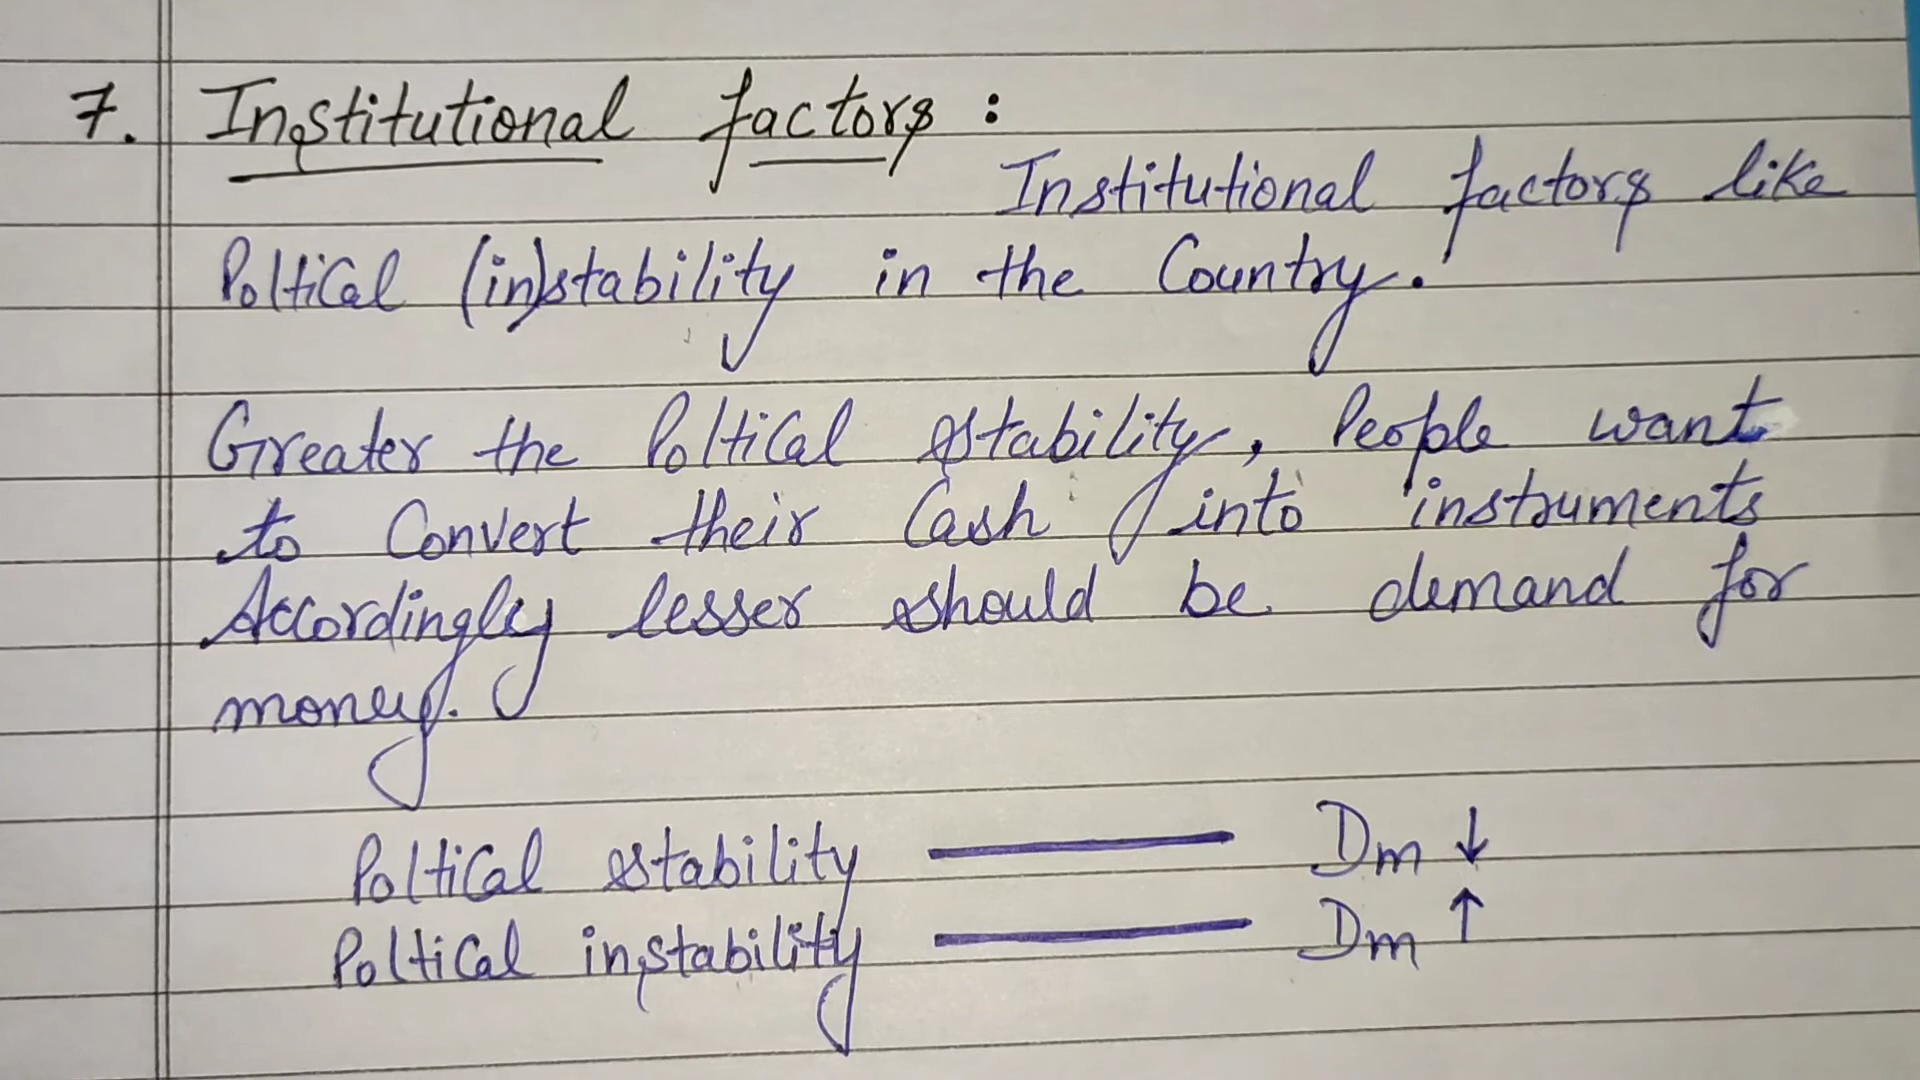 7. Institutional factors :
Institutional factors like
Poltical (in)stability in the Country.
Greater the Poltical stability, People want
to Convert their Cash into instruments
Accordingly lesser should be demand for
money.
Poltical stability — Dm ↓
Poltical instability — Dm ↑